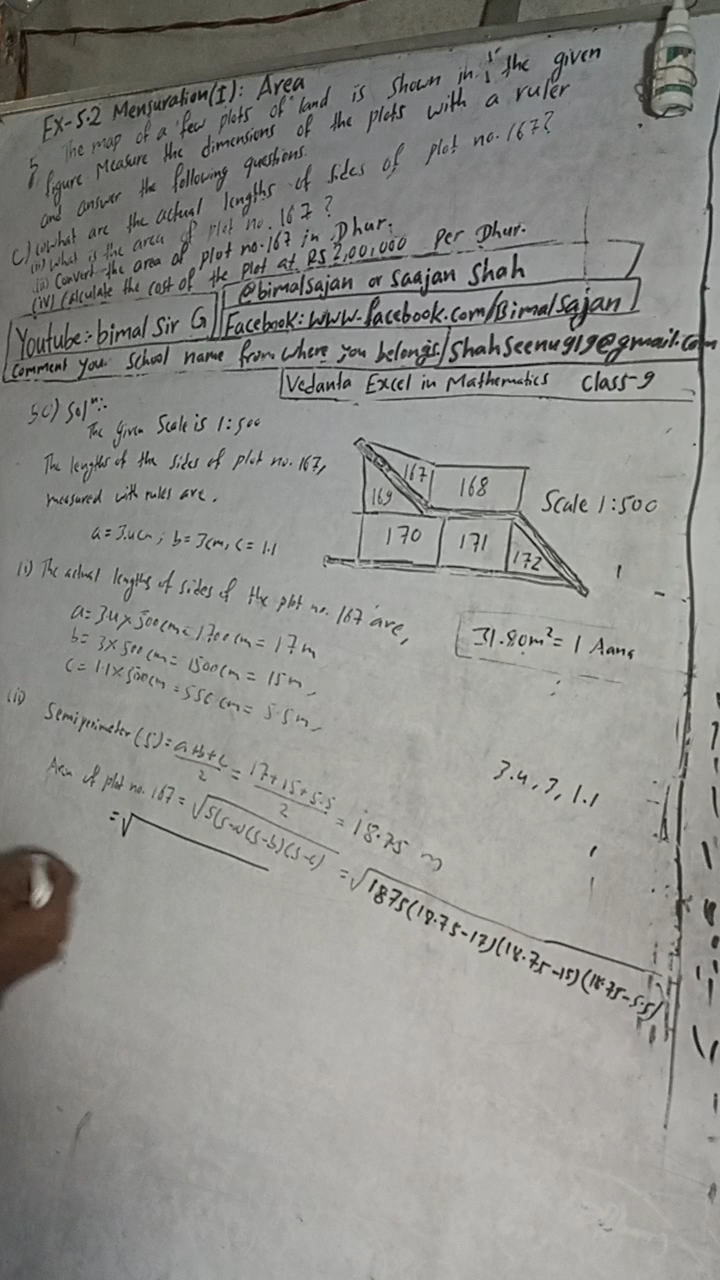 EX-5.2 Mensuration(I): Area
5. The map of a few plots of land is shown in the given
figure Measure the dimensions of the plots with a ruler
and answer the following questions.
c) (i) What are the actual lengths of sides of plot no. 167?
(ii) What is the area of plot no. 167?
(iii) Convert the area of plot no. 167 in Dhur.
(iv) Calculate the cost of the plot at RS 2,00,000 per Dhur.
@bimalsajan or Saajan Shah
Youtube:- bimal Sir G
Facebook: www.facebook.com/BimalSajan
Comment your School name from where you belongs
Shahseenu919@gmail.com
Vedanta Excel in Mathematics Class-9
5c) Solⁿ:
The given Scale is 1:500
The lengths of the sides of plot no. 167,
measured with rules are.
a = 3.4cm; b = 3cm, c = 1.1
167
168
169
170
171
172
Scale 1:500
(i) The actual lengths of sides of the plot no. 167 are,
a = 3.4 x 500cm = 1700cm = 17m
b = 3 x 500cm = 1500cm = 15m,
c = 1.1 x 500cm = 550cm = 5.5m,
31.80m² = 1 Aana
3.4, 3, 1.1
(ii) Semiperimeter (S) = a+b+c/2 = 17+15+5.5/2 = 18.75 m
Area of plot no. 167 = √S(S-a)(S-b)(S-c) = √18.75(18.75-17)(18.75-15)(18.75-5.5)
= √